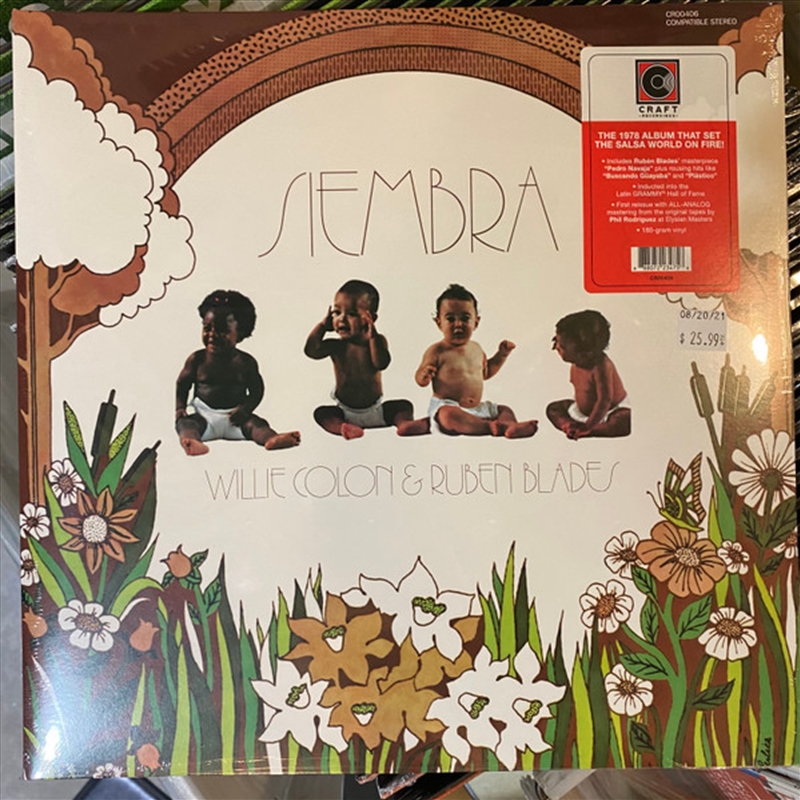 CR00406
COMPATIBLE STEREO
CRAFT
RECORDINGS
THE 1978 ALBUM THAT SET
THE SALSA WORLD ON FIRE!
• Includes Rubén Blades' masterpiece
"Pedro Navaja" plus rousing hits like
"Buscando Guayaba" and "Plástico"
• Inducted into the
Latin GRAMMY® Hall of Fame
• First reissue with ALL-ANALOG
mastering from the original tapes by
Phil Rodriguez at Elysian Masters
• 180-gram vinyl
CR00406
08/20/21
$ 25.99
SIEMBRA
WILLIE COLON & RUBEN BLADES